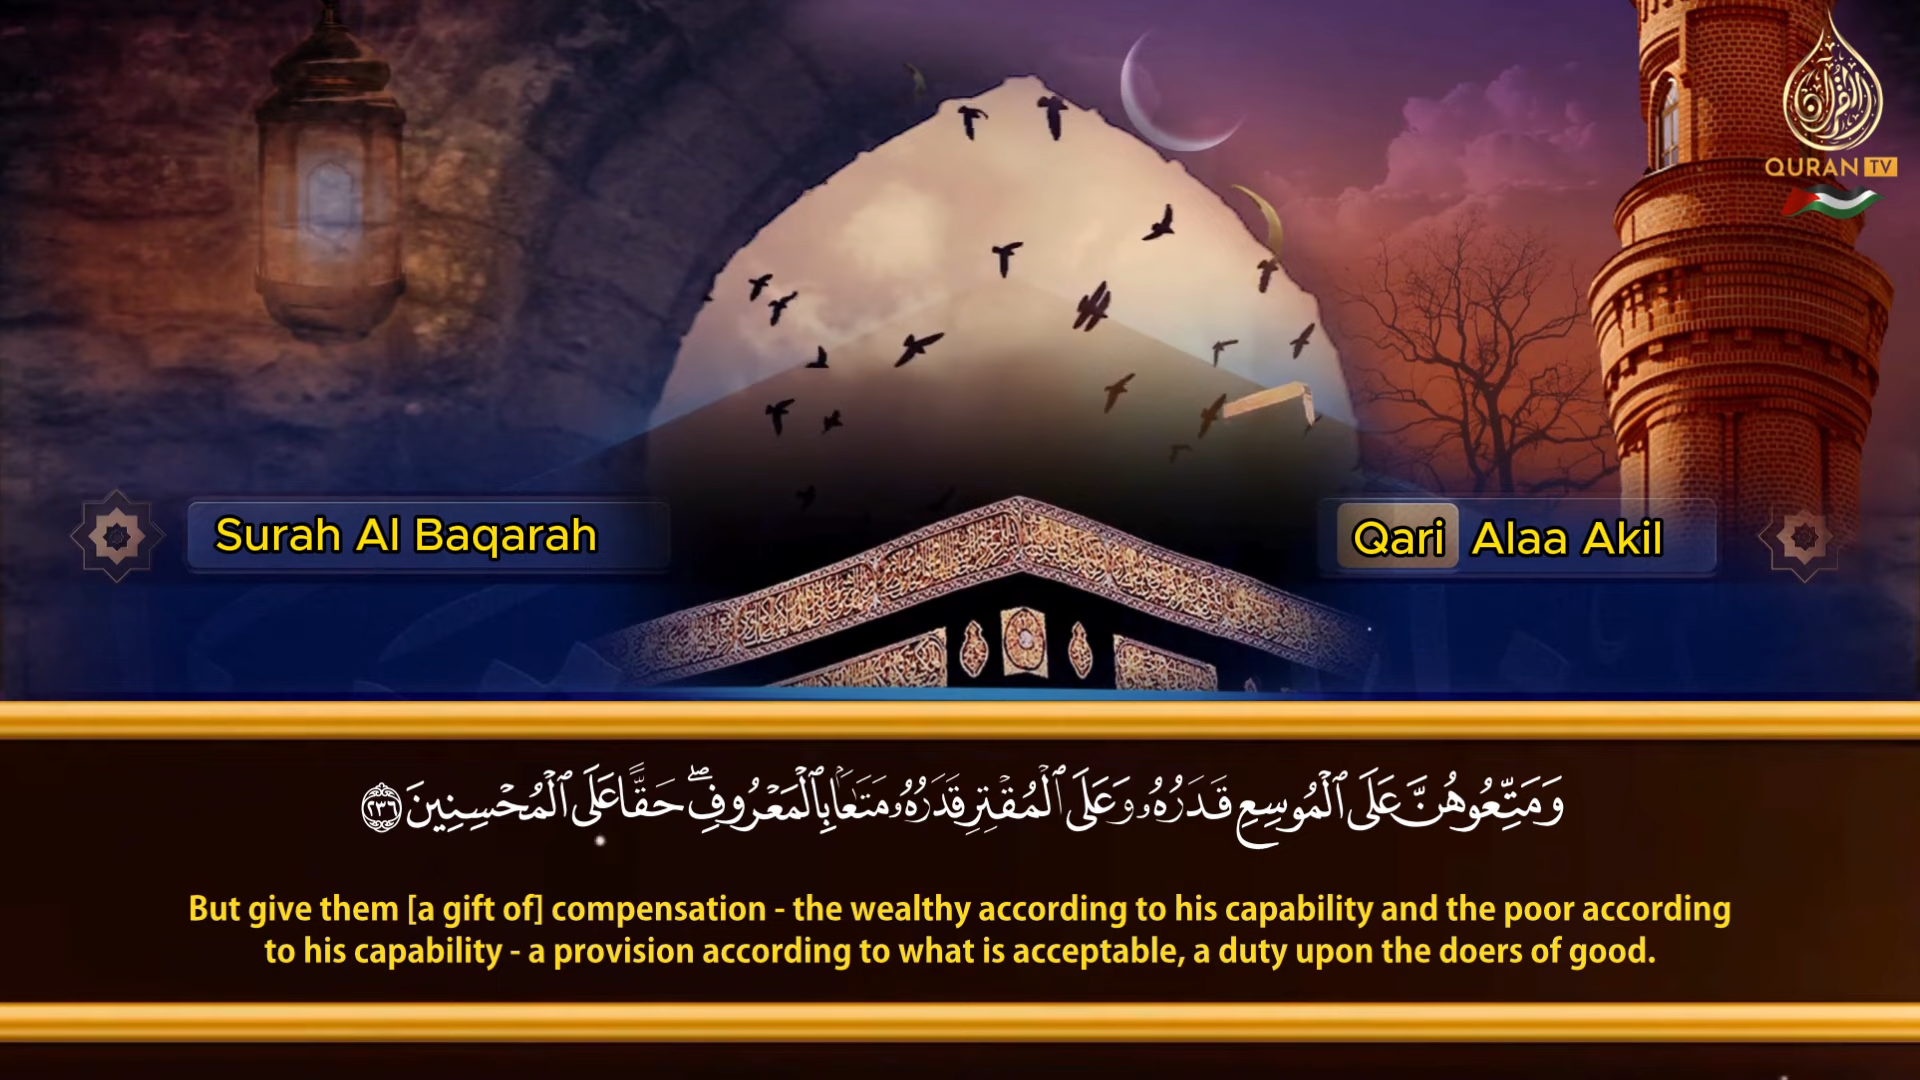 القرآن
QURAN TV
Surah Al Baqarah
Qari Alaa Akil
وَمَتِّعُوهُنَّ عَلَى ٱلْمُوسِعِ قَدَرُهُۥ وَعَلَى ٱلْمُقْتِرِ قَدَرُهُۥ مَتَٰعًۢا بِٱلْمَعْرُوفِ ۖ حَقًّا عَلَى ٱلْمُحْسِنِينَ ٢٣٦
But give them [a gift of] compensation - the wealthy according to his capability and the poor according
to his capability - a provision according to what is acceptable, a duty upon the doers of good.